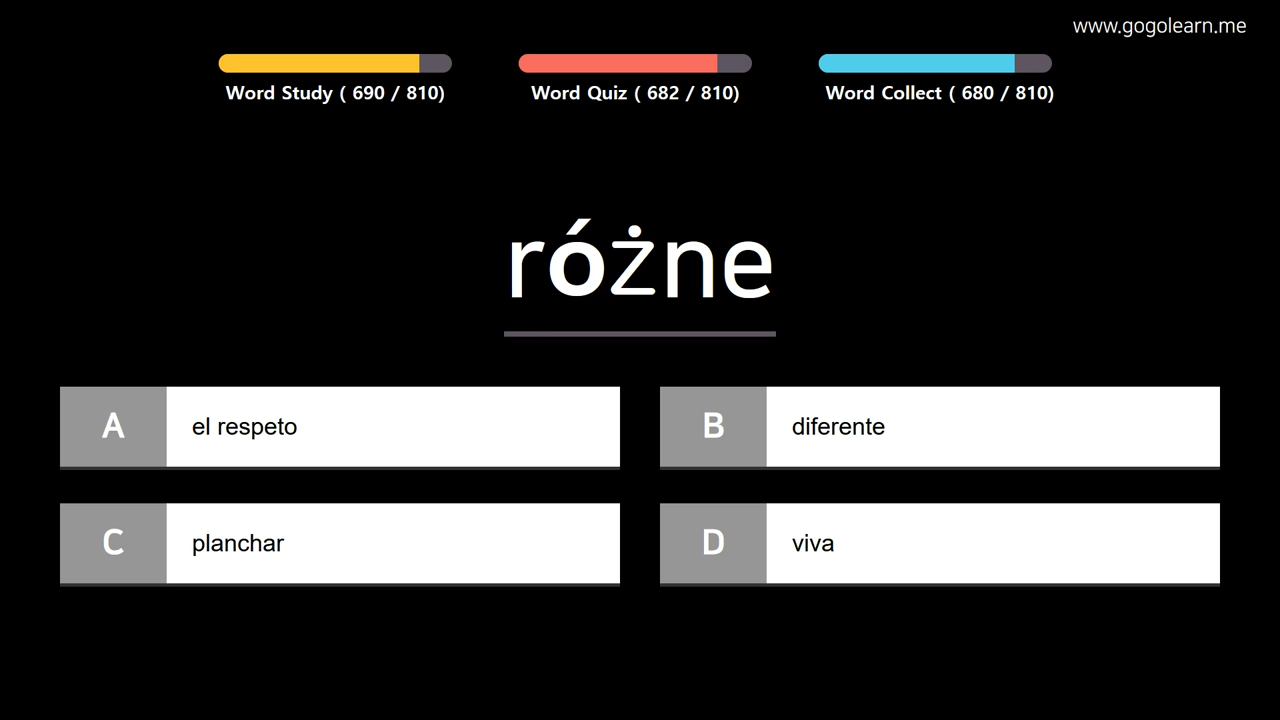 www.gogolearn.me
Word Study ( 690 / 810)
Word Quiz ( 682 / 810)
Word Collect ( 680 / 810)
różne
A
el respeto
B
diferente
C
planchar
D
viva